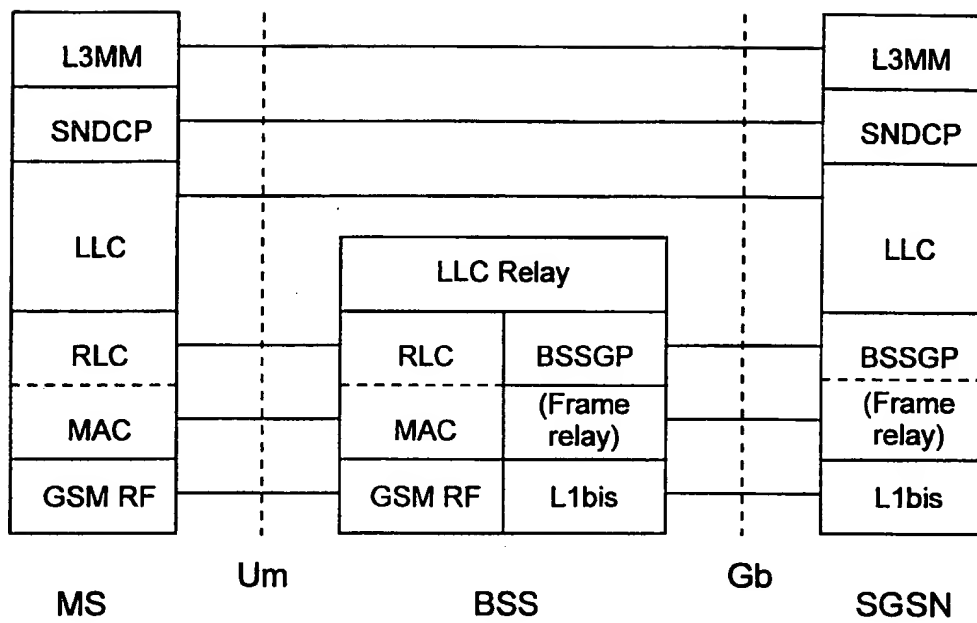 L3MM
SNDCP
LLC
RLC
MAC
GSM RF
LLC Relay
RLC
MAC
GSM RF
BSSGP
(Frame
relay)
L1bis
L3MM
SNDCP
LLC
BSSGP
(Frame
relay)
L1bis
Um
Gb
MS
BSS
SGSN